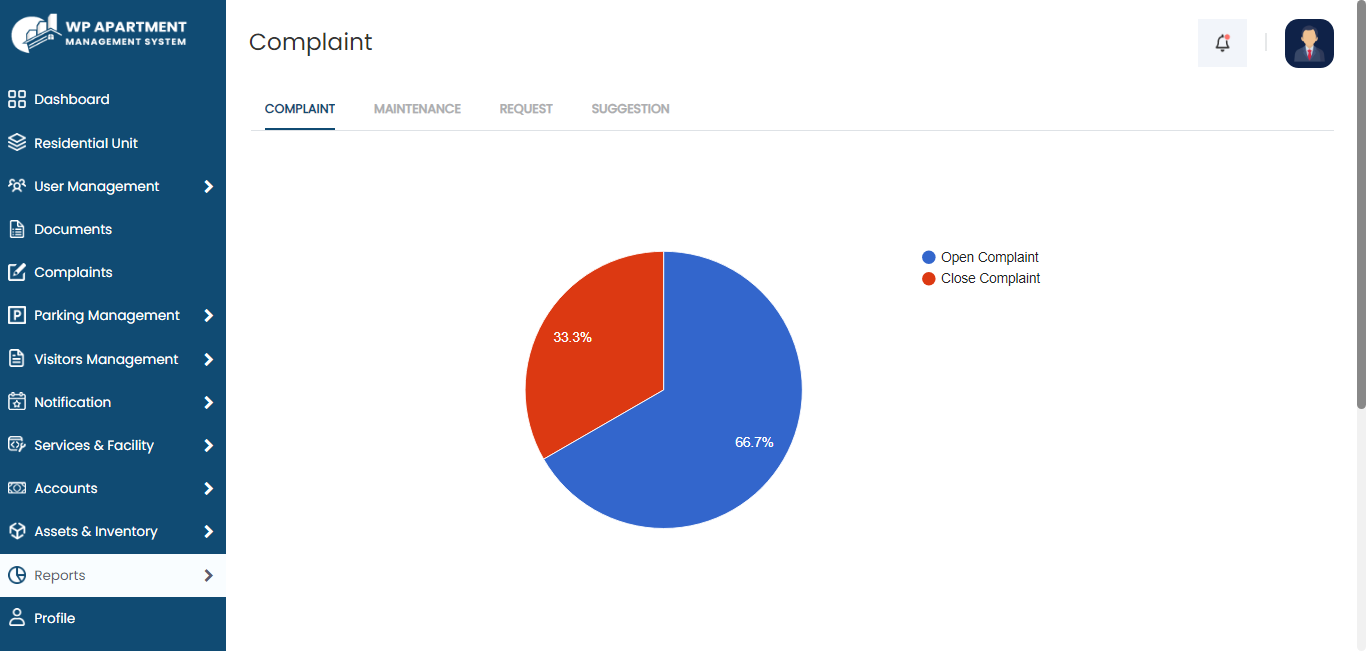 WP APARTMENT
MANAGEMENT SYSTEM
Dashboard
Residential Unit
User Management
Documents
Complaints
Parking Management
Visitors Management
Notification
Services & Facility
Accounts
Assets & Inventory
Reports
Profile
Complaint
COMPLAINT MAINTENANCE REQUEST SUGGESTION
Open Complaint
Close Complaint
33.3%
66.7%